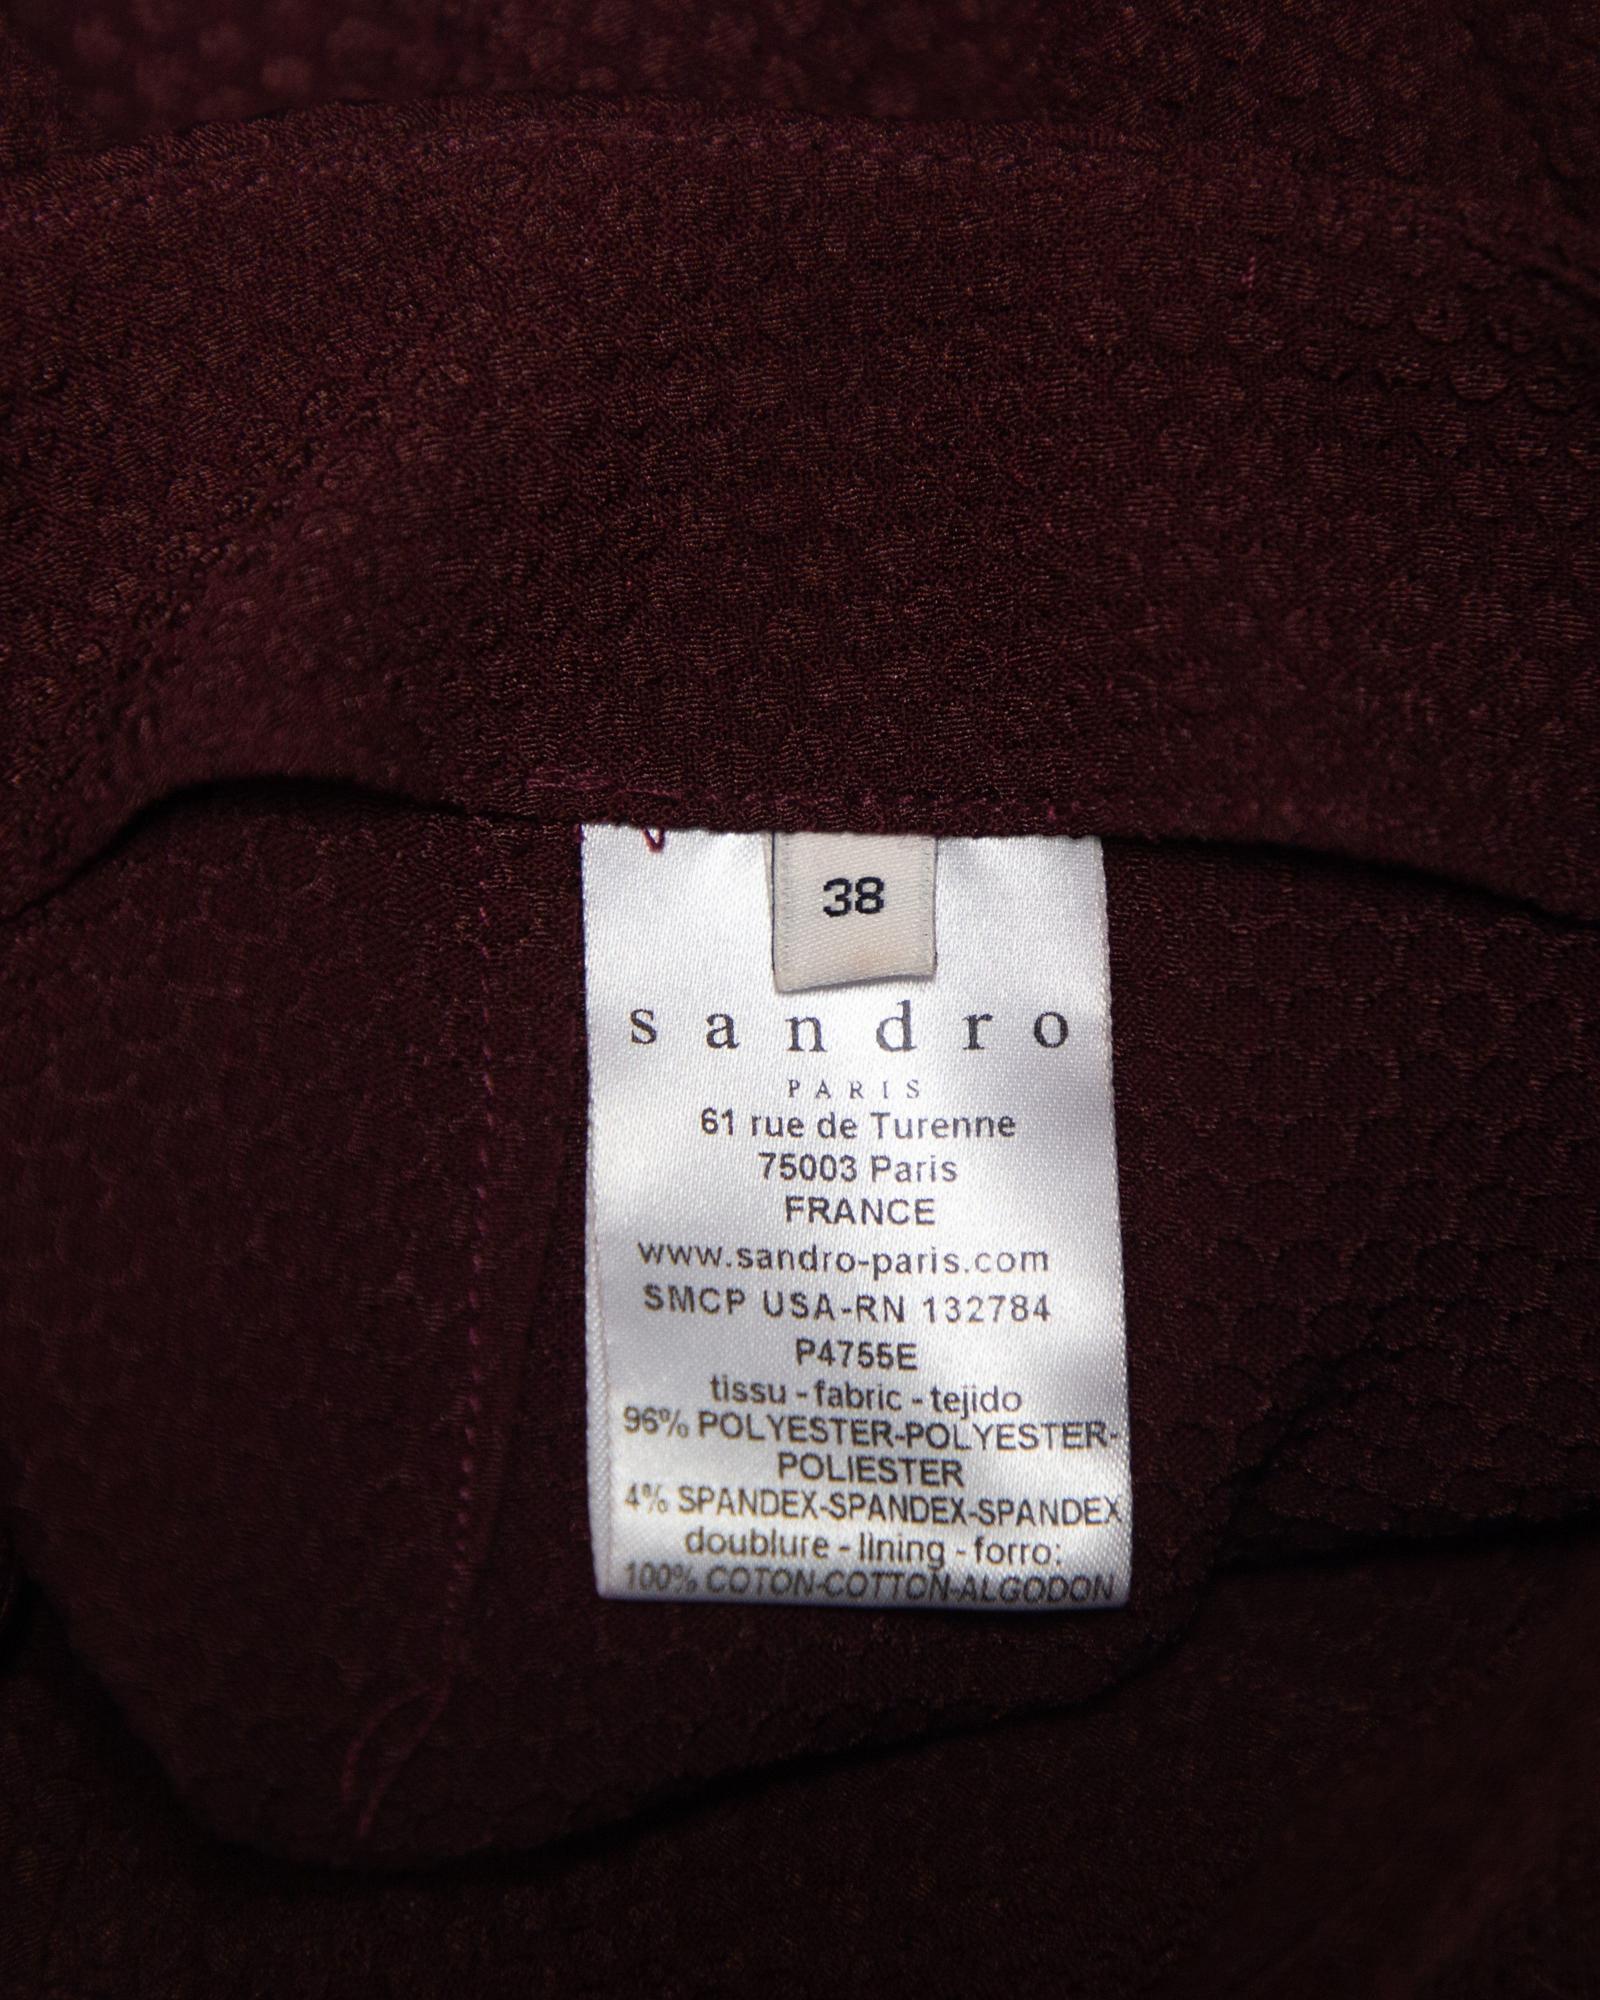 38
sandro
PARIS
61 rue de Turenne
75003 Paris
FRANCE
www.sandro-paris.com
SMCP USA-RN 132784
P4755E
tissu - fabric - tejido
96% POLYESTER-POLYESTER-
POLIESTER
4% SPANDEX-SPANDEX-SPANDEX
doublure - lining - forro:
100% COTON-COTTON-ALGODON